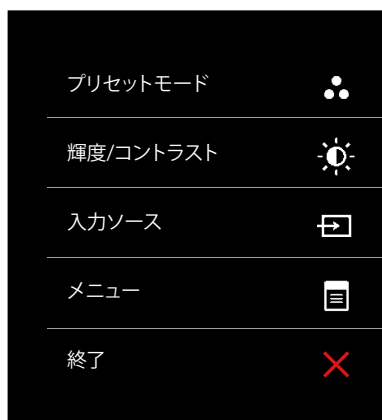 プリセットモード
輝度/コントラスト
入力ソース
メニュー
終了